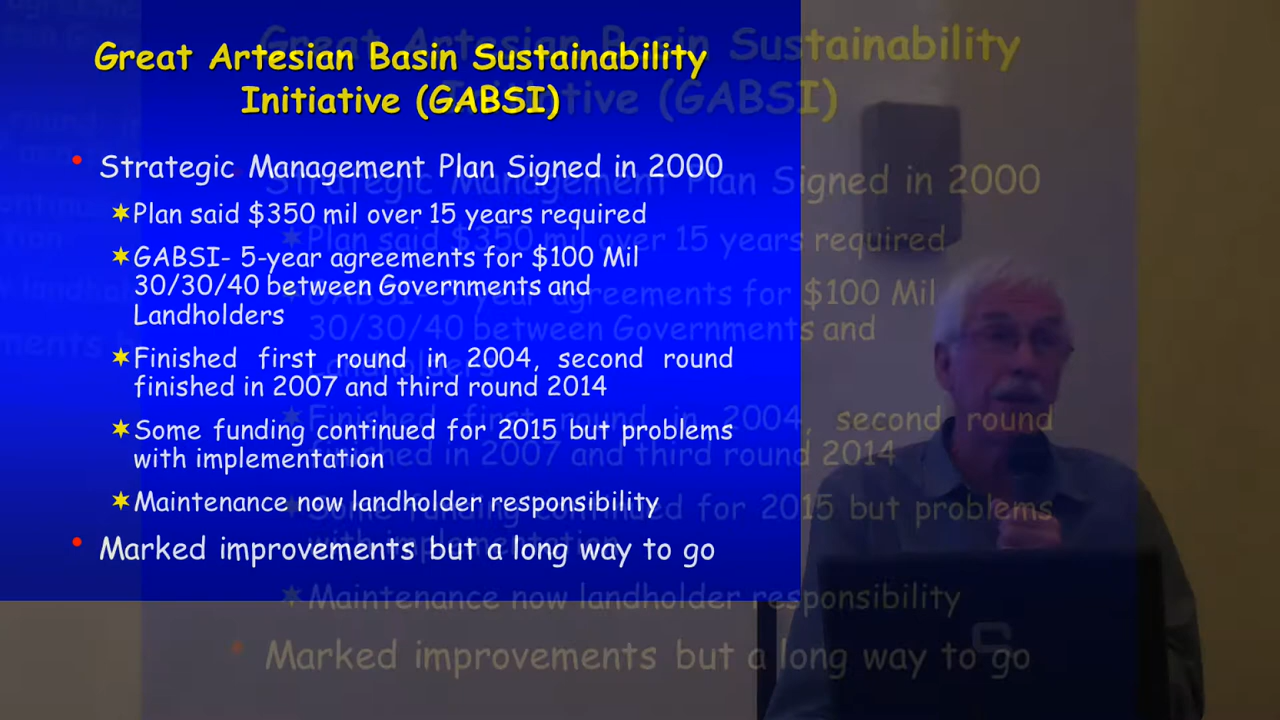 Great Artesian Basin Sustainability
Initiative (GABSI)
• Strategic Management Plan Signed in 2000
✶Plan said $350 mil over 15 years required
✶GABSI- 5-year agreements for $100 Mil
30/30/40 between Governments and
Landholders
✶Finished first round in 2004, second round
finished in 2007 and third round 2014
✶Some funding continued for 2015 but problems
with implementation
✶Maintenance now landholder responsibility
• Marked improvements but a long way to go